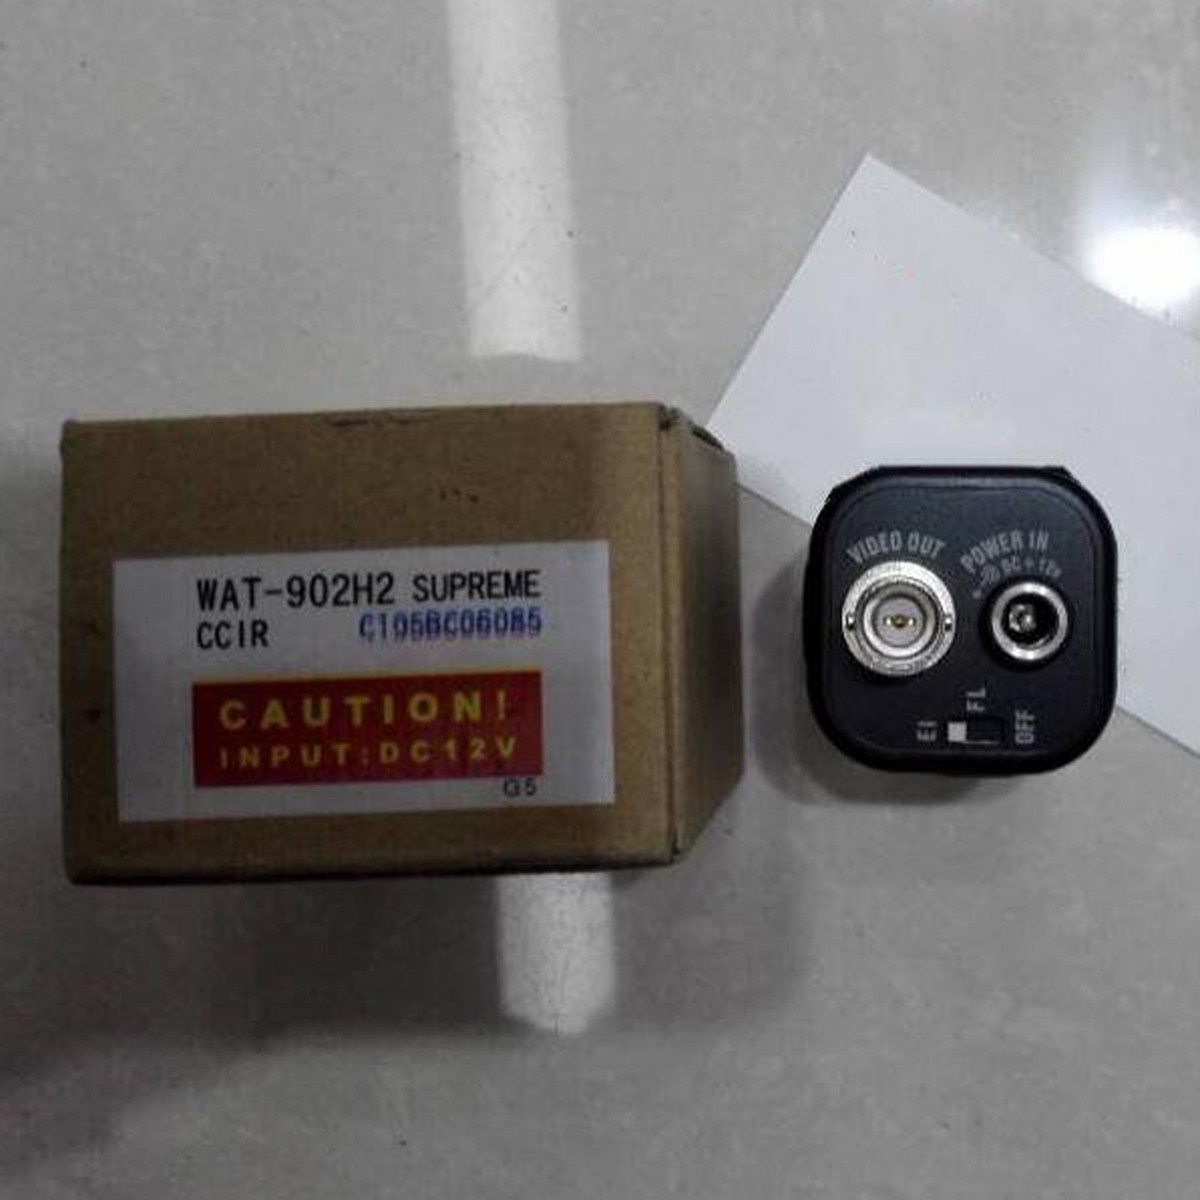 WAT-902H2 SUPREME
CCIR C105BC06085
CAUTION!
INPUT:DC12V
G5
VIDEO OUT
POWER IN
DC+12V
EI
FL
OFF